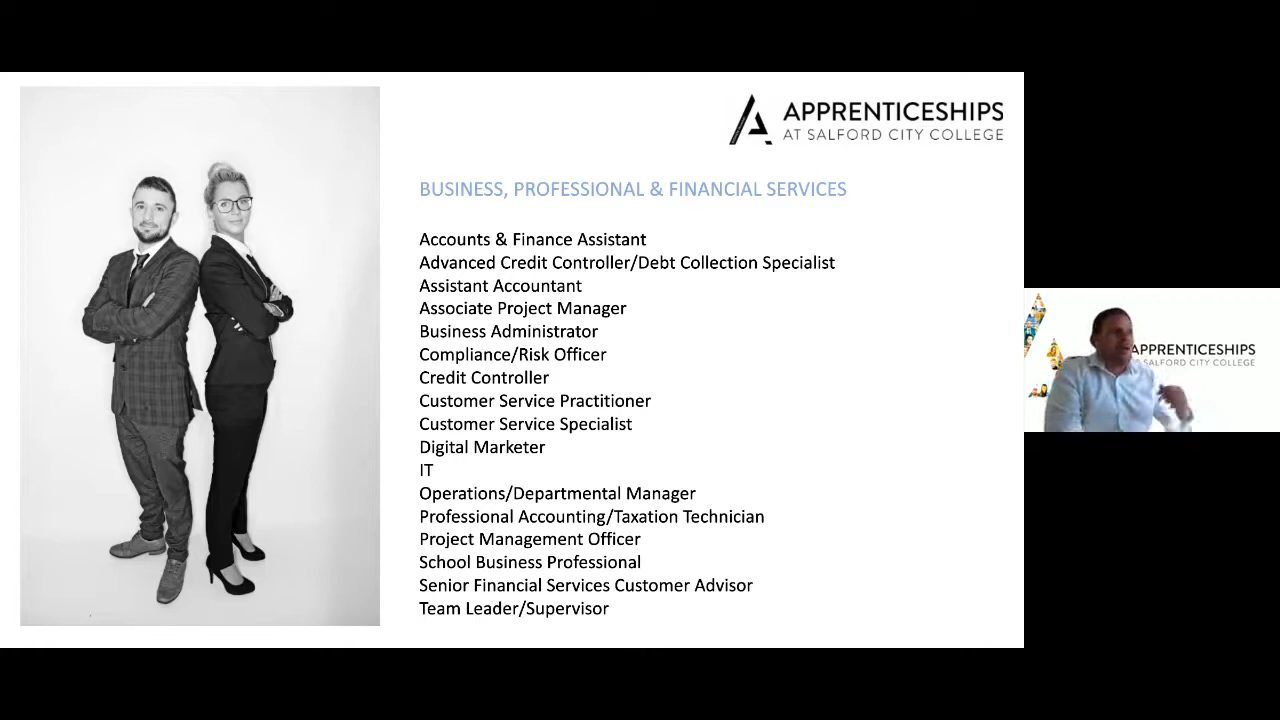 APPRENTICESHIPS
AT SALFORD CITY COLLEGE
BUSINESS, PROFESSIONAL & FINANCIAL SERVICES
Accounts & Finance Assistant
Advanced Credit Controller/Debt Collection Specialist
Assistant Accountant
Associate Project Manager
Business Administrator
Compliance/Risk Officer
Credit Controller
Customer Service Practitioner
Customer Service Specialist
Digital Marketer
IT
Operations/Departmental Manager
Professional Accounting/Taxation Technician
Project Management Officer
School Business Professional
Senior Financial Services Customer Advisor
Team Leader/Supervisor
APPRENTICESHIPS
SALFORD CITY COLLEGE